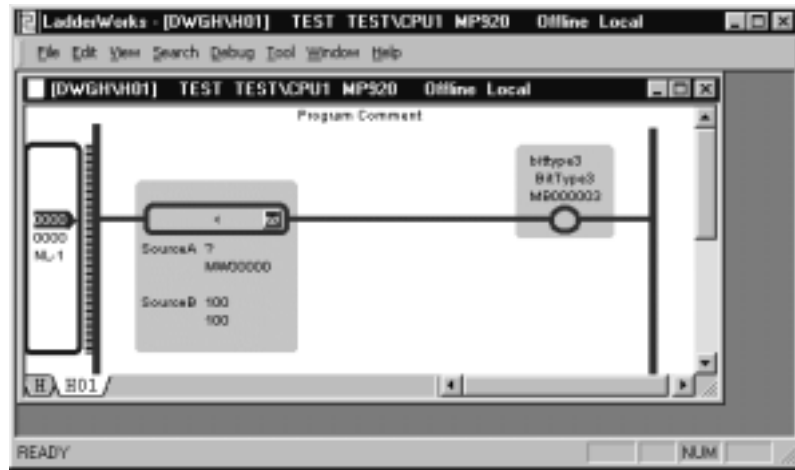 LadderWorks - [DWGH\H01]   TEST TEST\CPU1 MP920   Offline Local
File Edit View Search Debug Tool Window Help
[DWGH\H01]   TEST TEST\CPU1 MP920   Offline Local
Program Comment
bittype3
BitType3
MB000003
0000
0000
NL-1
<
SourceA ?
MW00000
SourceB 100
100
H H01
READY
NUM